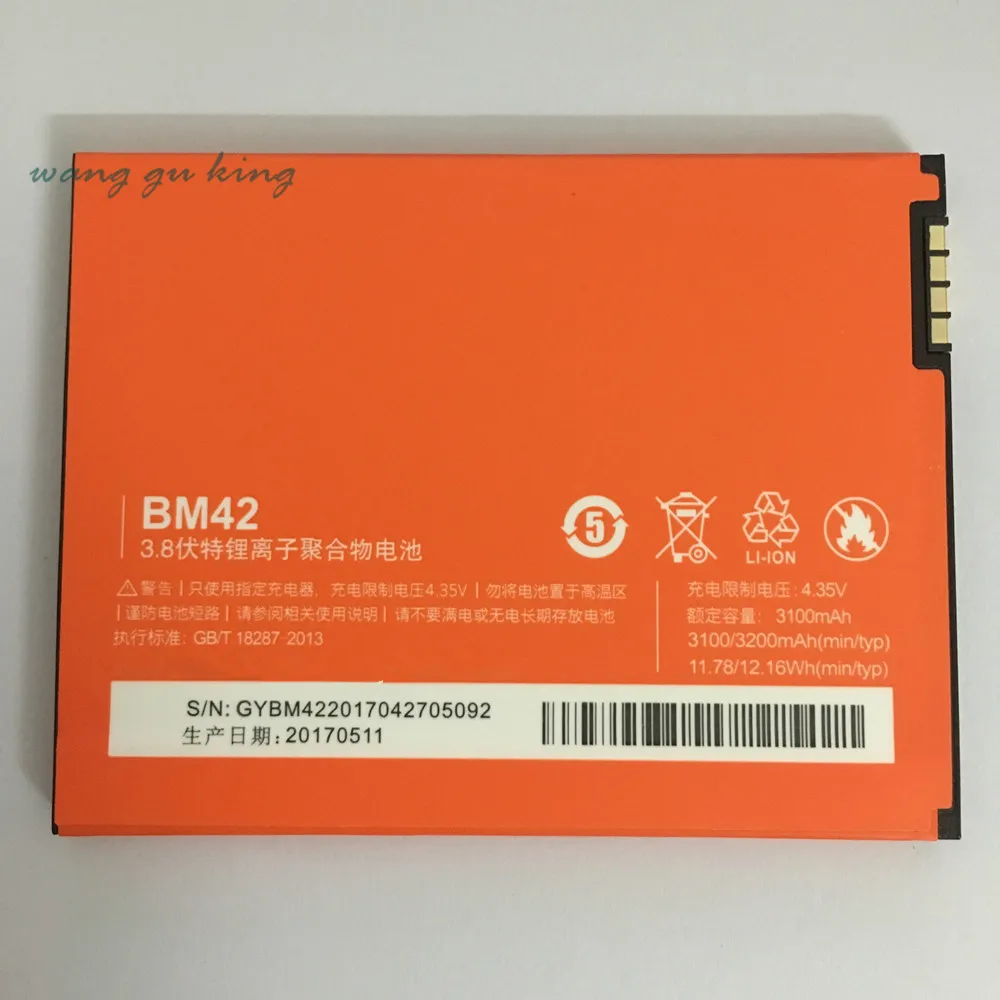 wang gu king
BM42
3.8伏特锂离子聚合物电池
5
LI-ION
⚠警告 | 只使用指定充电器，充电限制电压4.35V | 勿将电池置于高温区
谨防电池短路 | 请参阅相关使用说明 | 请不要满电或无电长期存放电池
执行标准: GB/T 18287-2013
充电限制电压: 4.35V
额定容量: 3100mAh
3100/3200mAh(min/typ)
11.78/12.16Wh(min/typ)
S/N: GYBM422017042705092
生产日期: 20170511